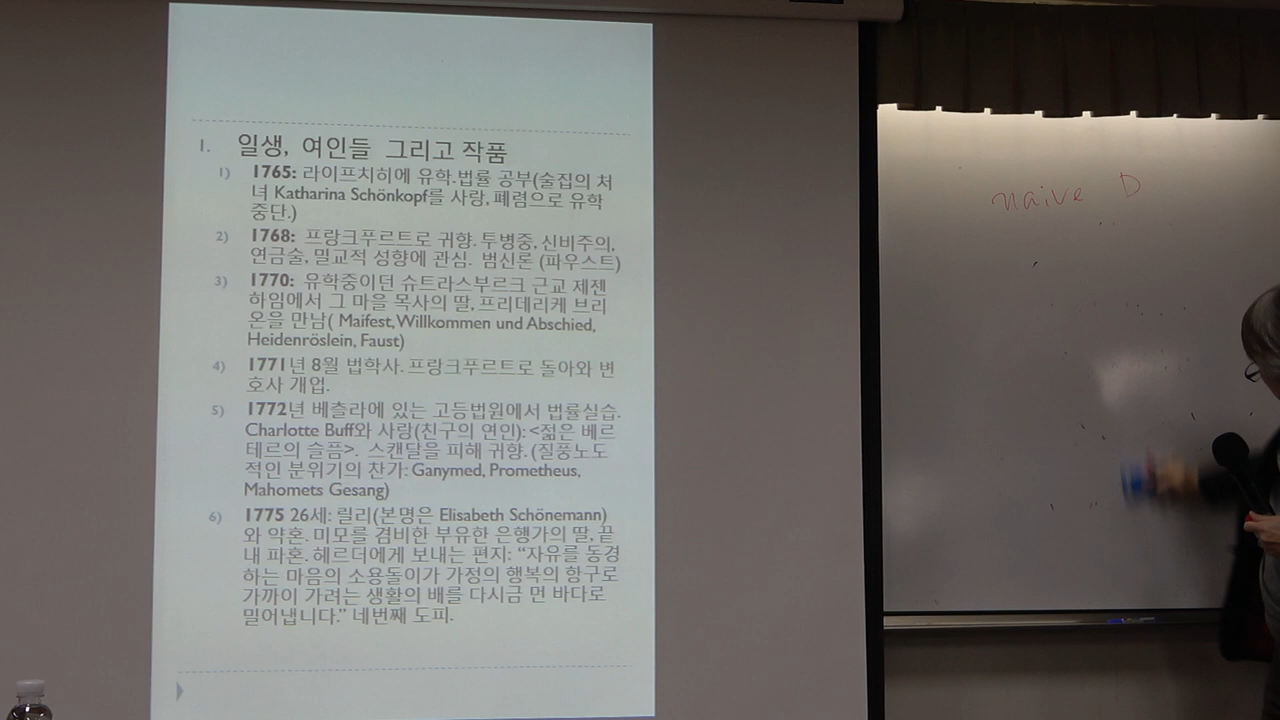 I. 일생, 여인들 그리고 작품
1) 1765: 라이프치히에 유학.법률 공부(술집의 처
녀 Katharina Schönkopf를 사랑, 폐렴으로 유학
중단.)
2) 1768: 프랑크푸르트로 귀향. 투병중, 신비주의,
연금술, 밀교적 성향에 관심. 범신론 (파우스트)
3) 1770: 유학중이던 슈트라스부르크 근교 제젠
하임에서 그 마을 목사의 딸, 프리데리케 브리
온을 만남( Maifest, Willkommen und Abschied,
Heidenröslein, Faust)
4) 1771년 8월 법학사. 프랑크푸르트로 돌아와 변
호사 개업.
5) 1772년 베츨라에 있는 고등법원에서 법률실습.
Charlotte Buff와 사랑(친구의 연인): <젊은 베르
테르의 슬픔>. 스캔달을 피해 귀향. (질풍노도
적인 분위기의 찬가: Ganymed, Prometheus,
Mahomets Gesang)
6) 1775 26세: 릴리(본명은 Elisabeth Schönemann)
와 약혼. 미모를 겸비한 부유한 은행가의 딸, 끝
내 파혼. 헤르더에게 보내는 편지: “자유를 동경
하는 마음의 소용돌이가 가정의 행복의 항구로
가까이 가려는 생활의 배를 다시금 먼 바다로
밀어냅니다.” 네번째 도피.
naive D